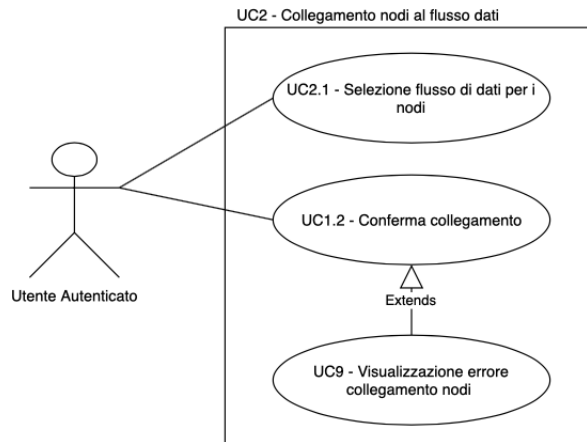 UC2 - Collegamento nodi al flusso dati
UC2.1 - Selezione flusso di dati per i
nodi
UC1.2 - Conferma collegamento
Utente Autenticato
Extends
UC9 - Visualizzazione errore
collegamento nodi